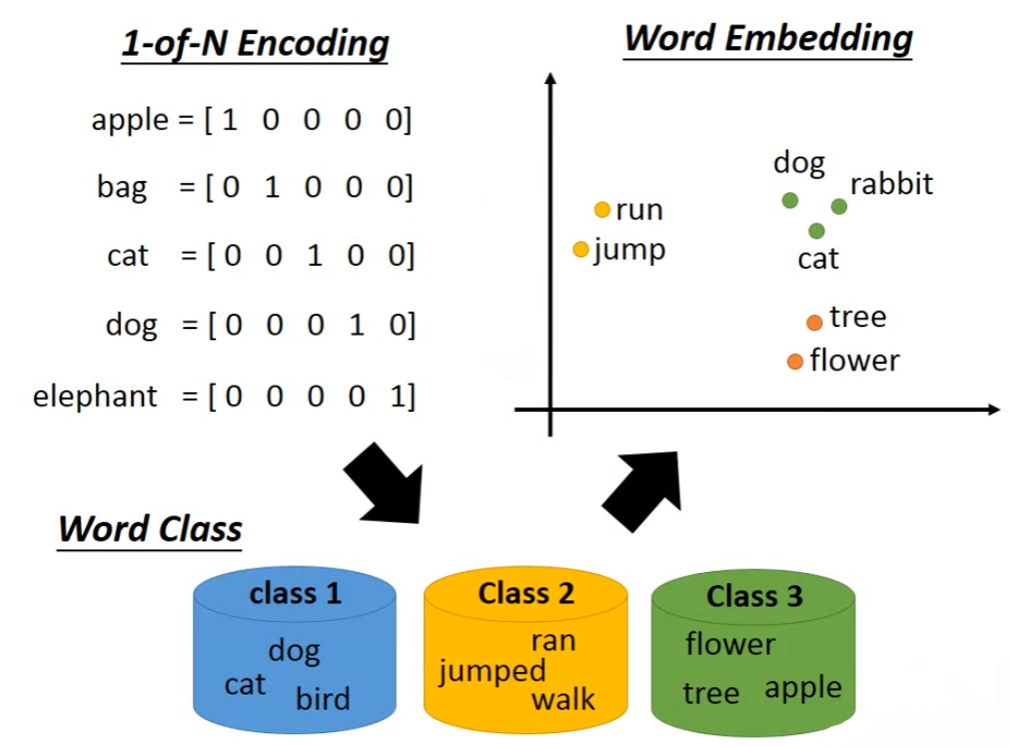 1-of-N Encoding
apple = [ 1 0 0 0 0]
bag = [ 0 1 0 0 0]
cat = [ 0 0 1 0 0]
dog = [ 0 0 0 1 0]
elephant = [ 0 0 0 0 1]
Word Embedding
dog
rabbit
run
jump
cat
tree
flower
Word Class
class 1
dog
cat
bird
Class 2
ran
jumped
walk
Class 3
flower
tree apple